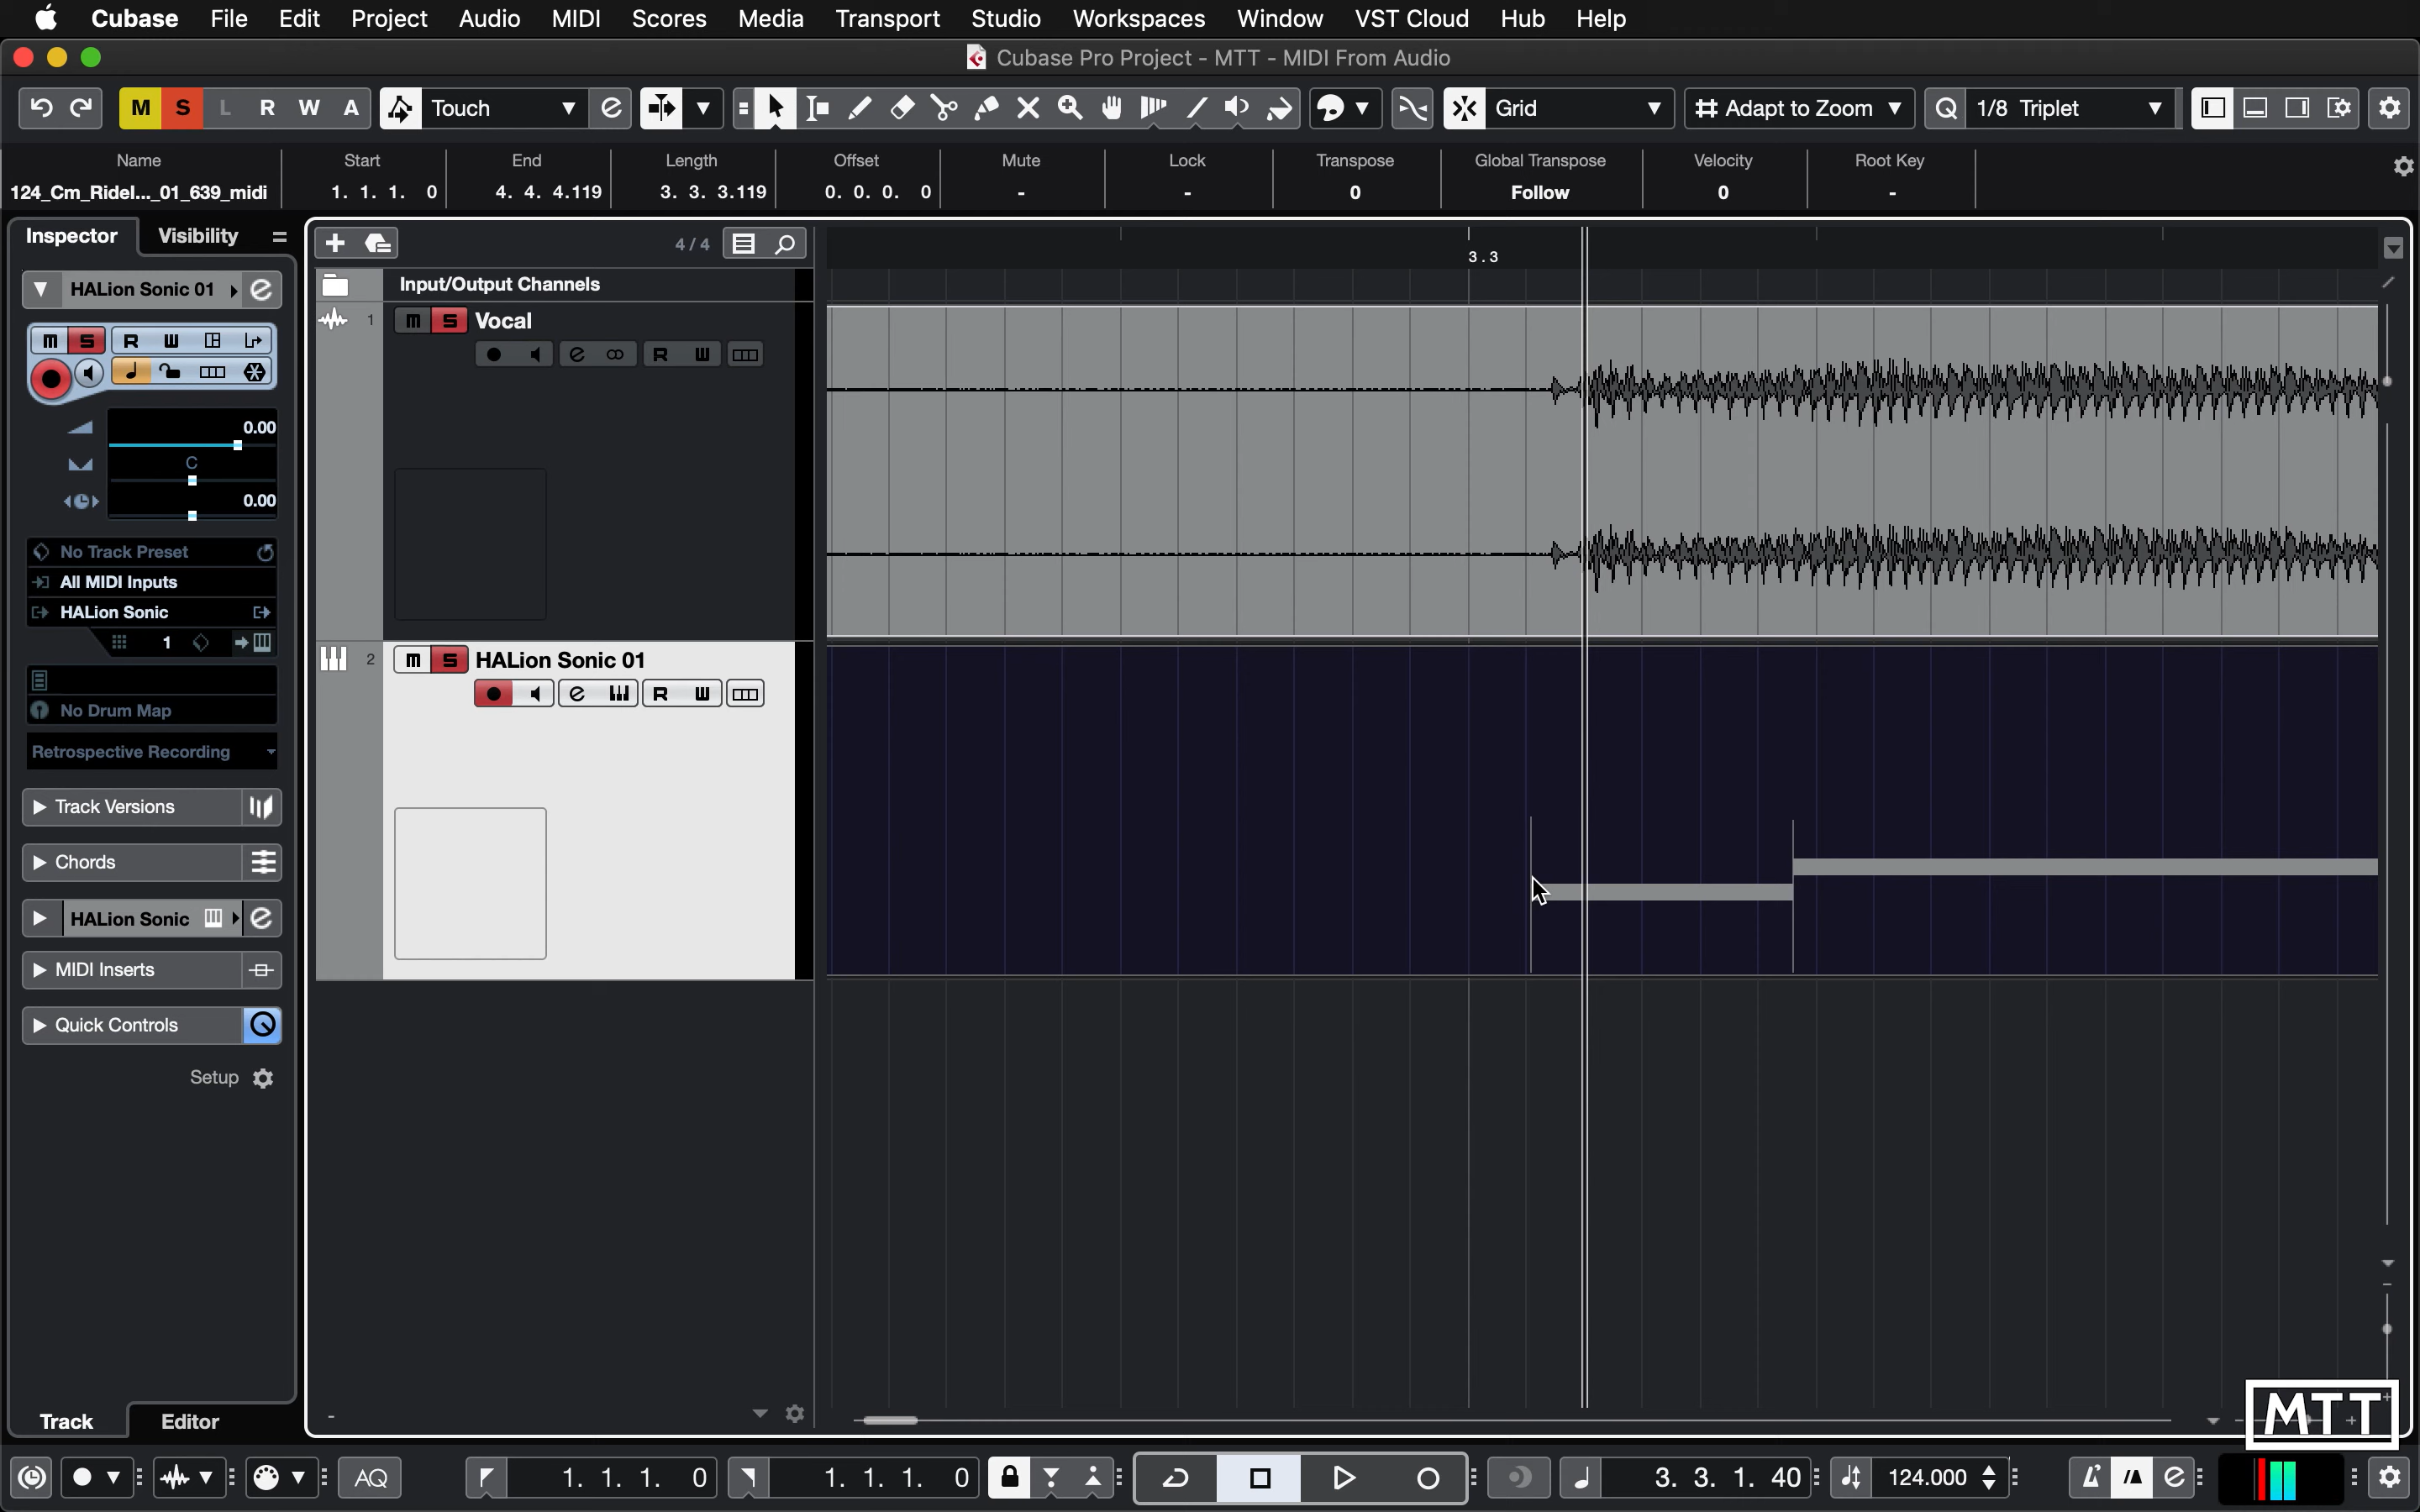 Cubase File Edit Project Audio MIDI Scores Media Transport Studio Workspaces Window VST Cloud Hub Help
Cubase Pro Project - MTT - MIDI From Audio
M S L R W A Touch Grid Adapt to Zoom Q 1/8 Triplet
Name Start End Length Offset Mute Lock Transpose Global Transpose Velocity Root Key
124_Cm_Ridel..._01_639_midi 1. 1. 1. 0 4. 4. 4.119 3. 3. 3.119 0. 0. 0. 0 - - 0 Follow 0 -
Inspector Visibility
4 / 4
3.3
HALion Sonic 01
Input/Output Channels
1 m S Vocal
R W
m S R W
0.00
C
0.00
No Track Preset
All MIDI Inputs
HALion Sonic
1
2 m S HALion Sonic 01
R W
No Drum Map
Retrospective Recording
Track Versions
Chords
HALion Sonic
MIDI Inserts
Quick Controls
Setup
Track Editor
MTT
AQ 1. 1. 1. 0 1. 1. 1. 0 3. 3. 1. 40 124.000